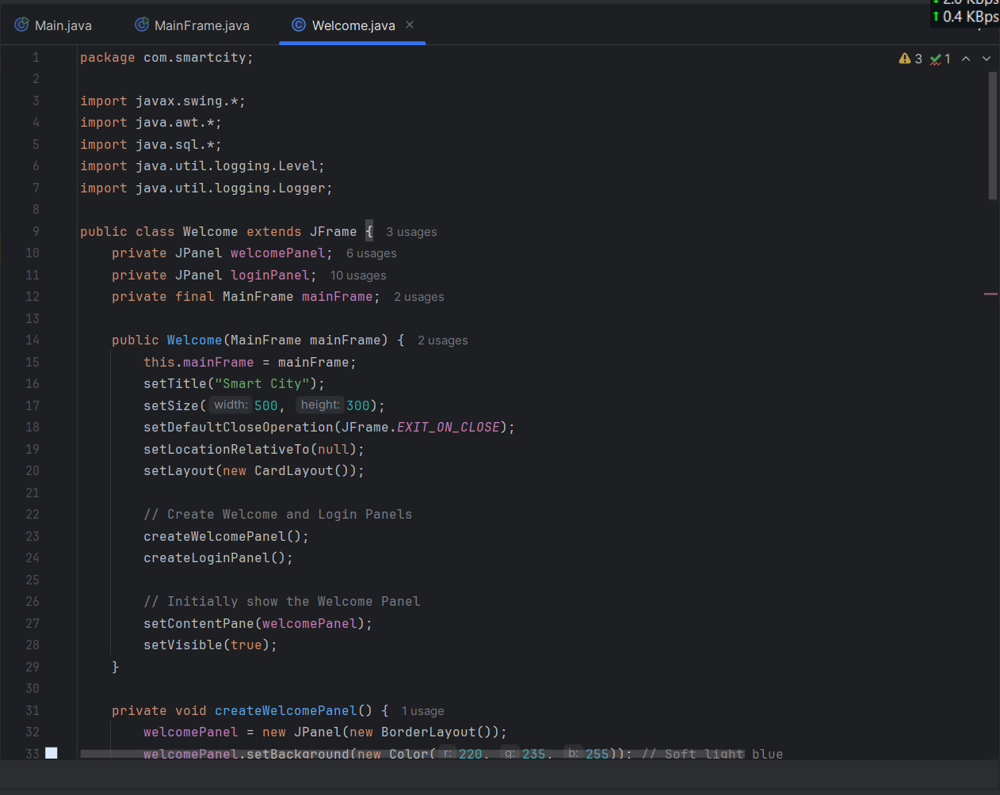 2.0 KBps
0.4 KBps
Main.java MainFrame.java Welcome.java
3 1
1 package com.smartcity;
2
3 import javax.swing.*;
4 import java.awt.*;
5 import java.sql.*;
6 import java.util.logging.Level;
7 import java.util.logging.Logger;
8
9 public class Welcome extends JFrame { 3 usages
10 private JPanel welcomePanel; 6 usages
11 private JPanel loginPanel; 10 usages
12 private final MainFrame mainFrame; 2 usages
13
14 public Welcome(MainFrame mainFrame) { 2 usages
15 this.mainFrame = mainFrame;
16 setTitle("Smart City");
17 setSize( width: 500, height: 300);
18 setDefaultCloseOperation(JFrame.EXIT_ON_CLOSE);
19 setLocationRelativeTo(null);
20 setLayout(new CardLayout());
21
22 // Create Welcome and Login Panels
23 createWelcomePanel();
24 createLoginPanel();
25
26 // Initially show the Welcome Panel
27 setContentPane(welcomePanel);
28 setVisible(true);
29 }
30
31 private void createWelcomePanel() { 1 usage
32 welcomePanel = new JPanel(new BorderLayout());
33 welcomePanel.setBackground(new Color( r: 220, g: 235, b: 255)); // Soft light blue